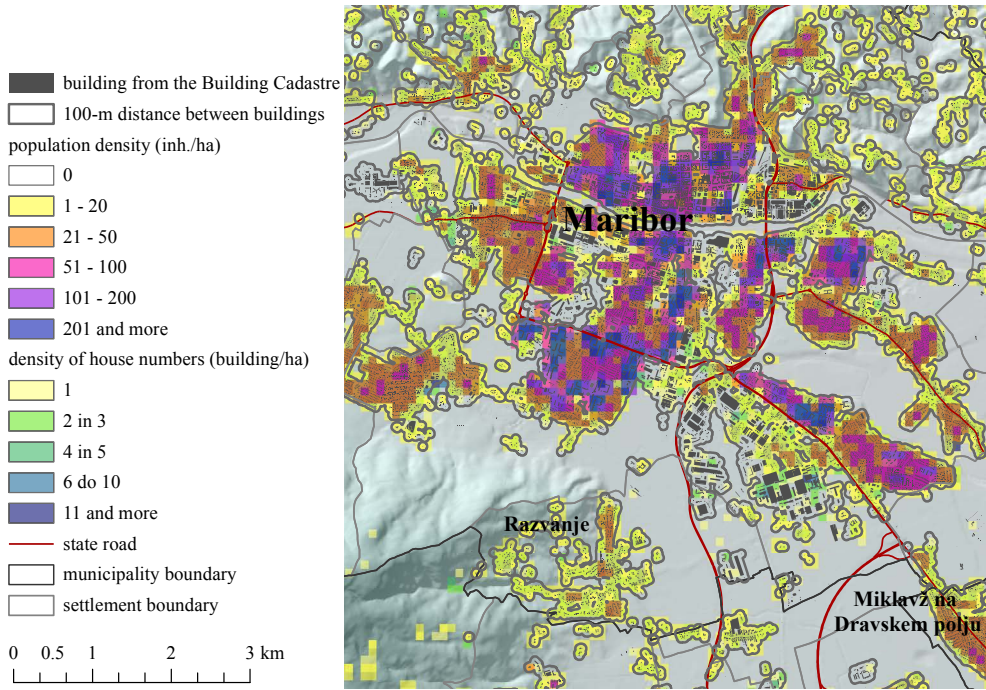 building from the Building Cadastre
100-m distance between buildings
population density (inh./ha)
0
1 - 20
21 - 50
51 - 100
101 - 200
201 and more
density of house numbers (building/ha)
1
2 in 3
4 in 5
6 do 10
11 and more
state road
municipality boundary
settlement boundary
0 0.5 1 2 3 km
Maribor
Razvanje
Miklavž na
Dravskem polju